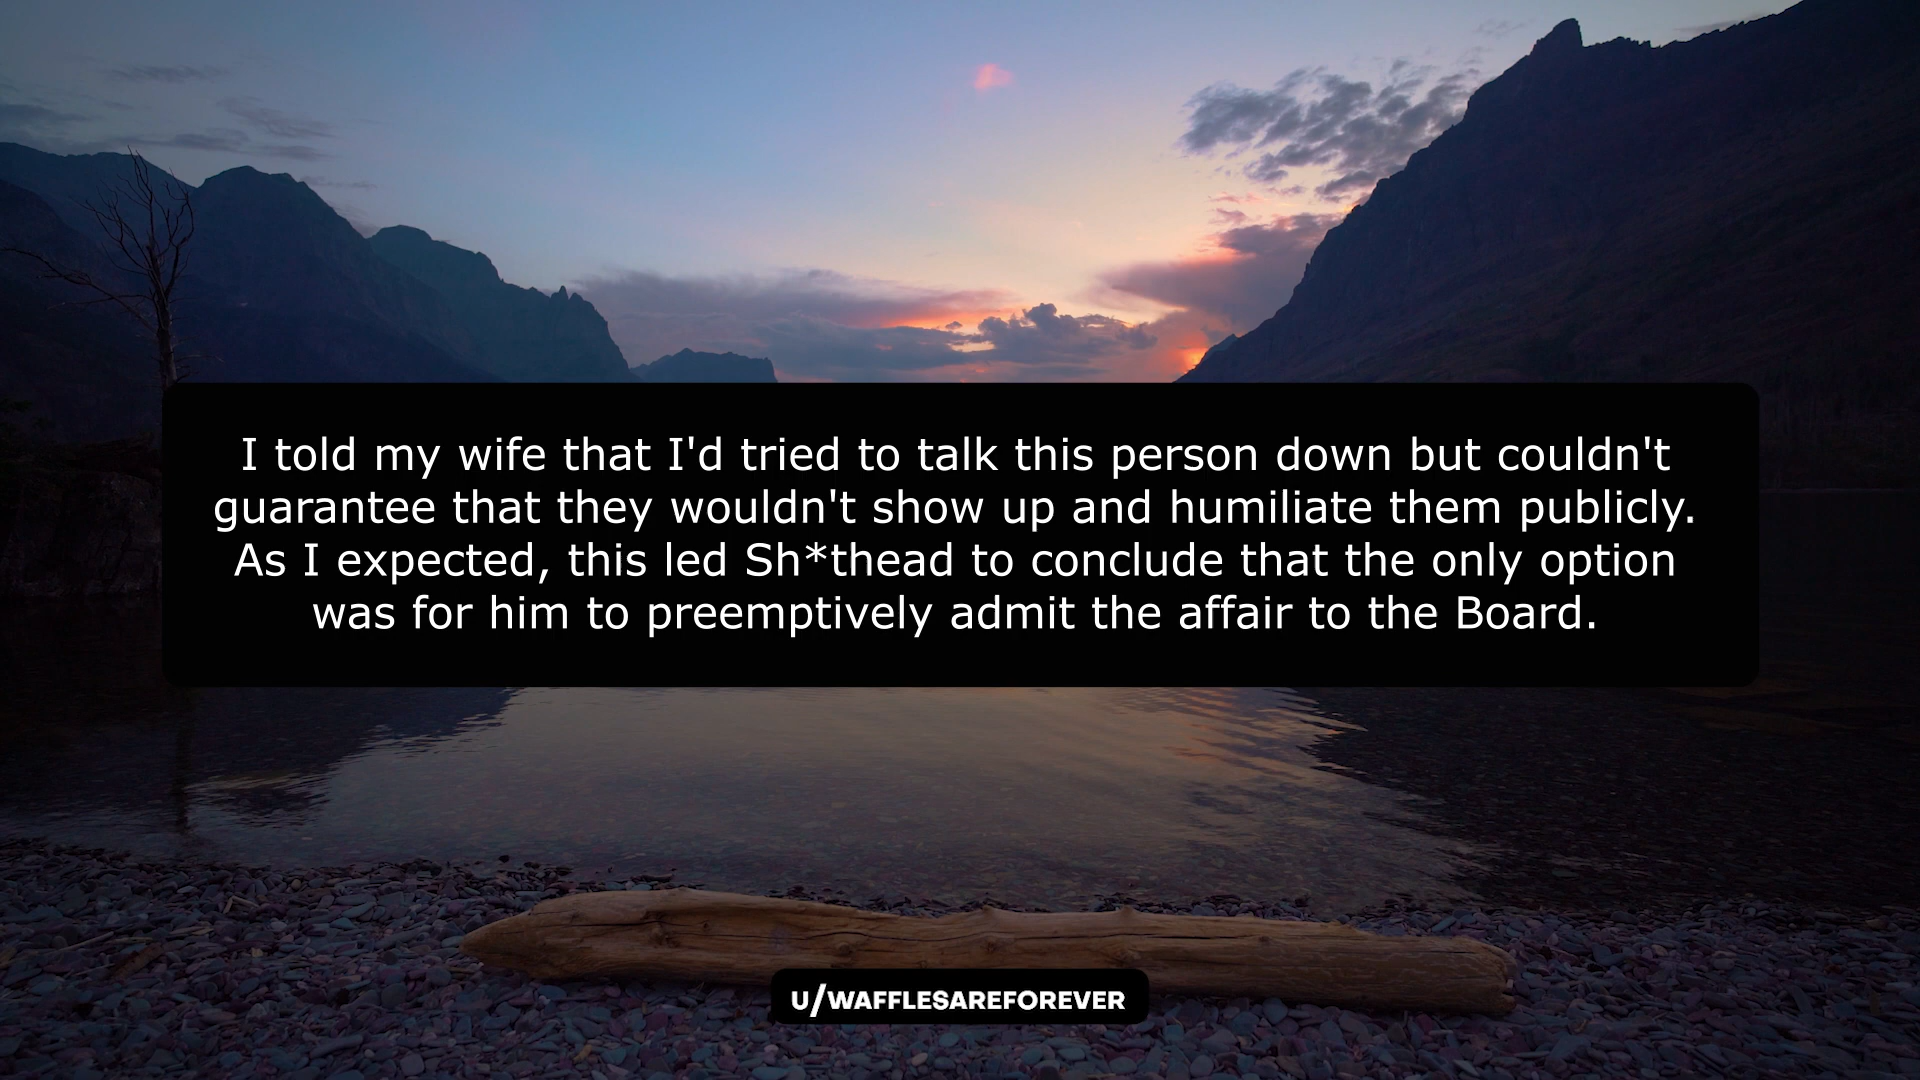 I told my wife that I'd tried to talk this person down but couldn't
guarantee that they wouldn't show up and humiliate them publicly.
As I expected, this led Sh*thead to conclude that the only option
was for him to preemptively admit the affair to the Board.
U/WAFFLESAREFOREVER